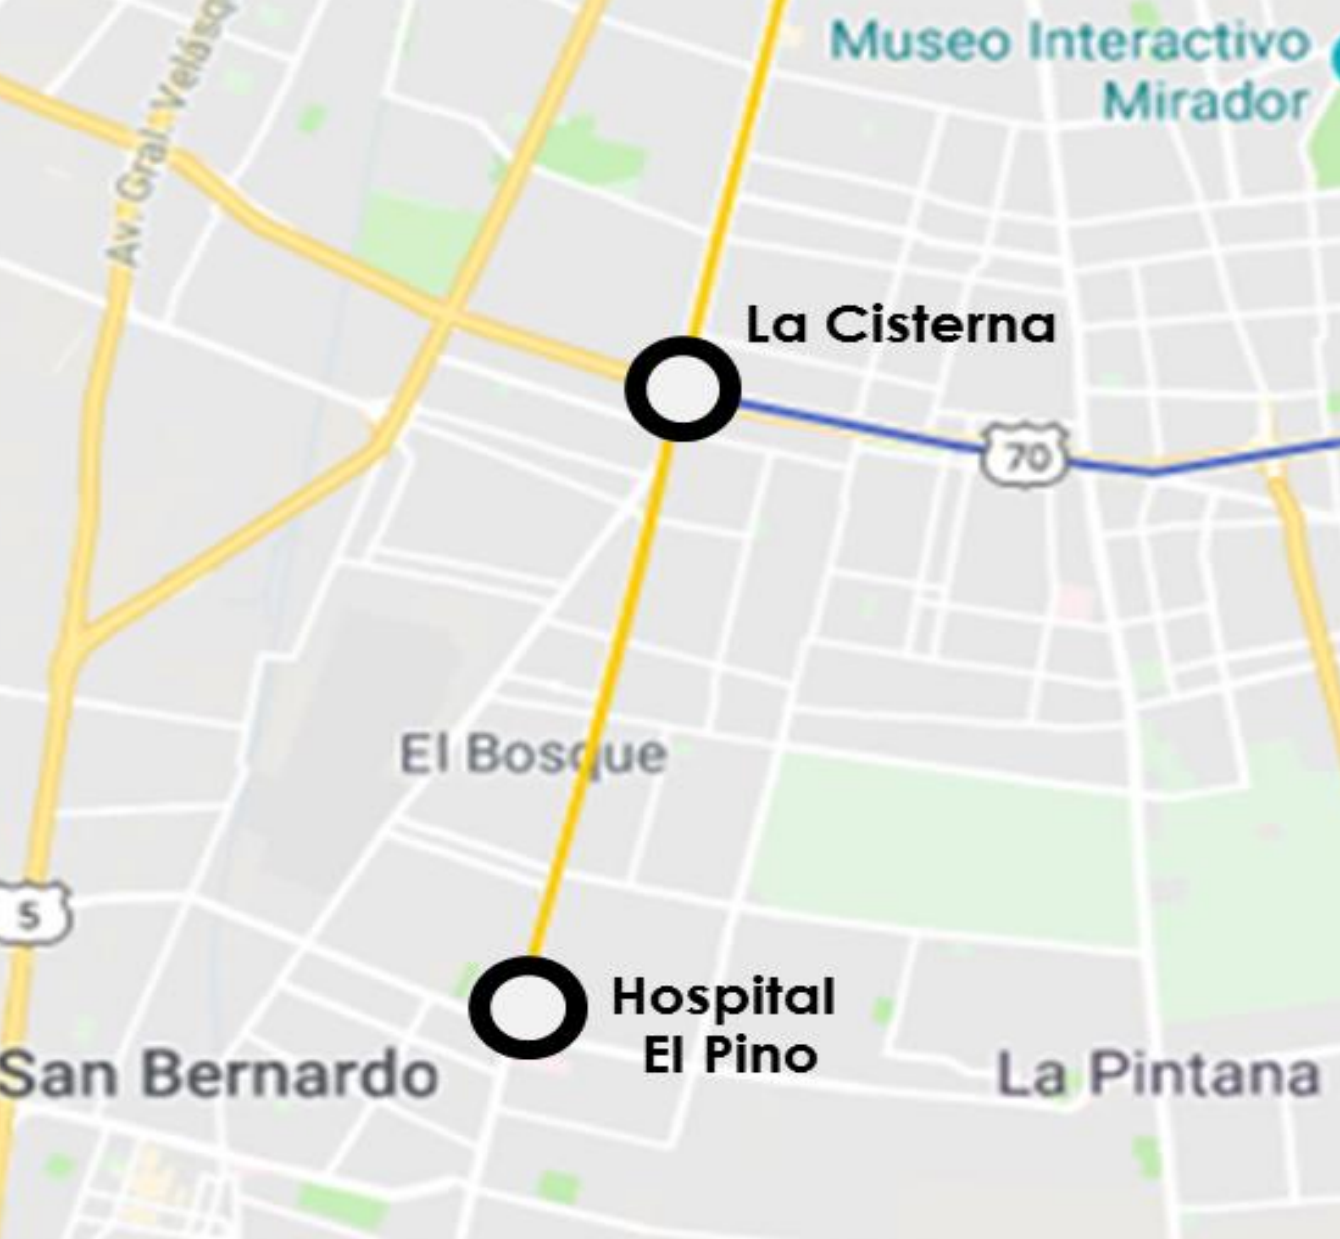 Av. Gral. Velásq
Museo Interactivo
Mirador
La Cisterna
70
El Bosque
5
Hospital
El Pino
San Bernardo
La Pintana